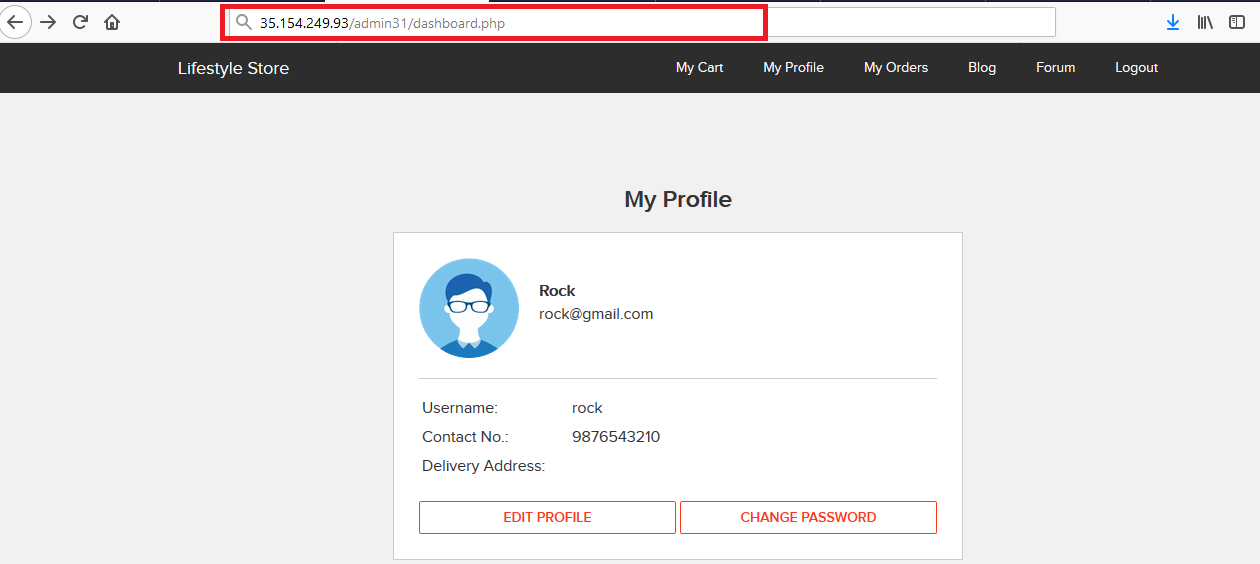 35.154.249.93/admin31/dashboard.php
Lifestyle Store My Cart My Profile My Orders Blog Forum Logout
My Profile
Rock
rock@gmail.com
Username: rock
Contact No.: 9876543210
Delivery Address:
EDIT PROFILE CHANGE PASSWORD